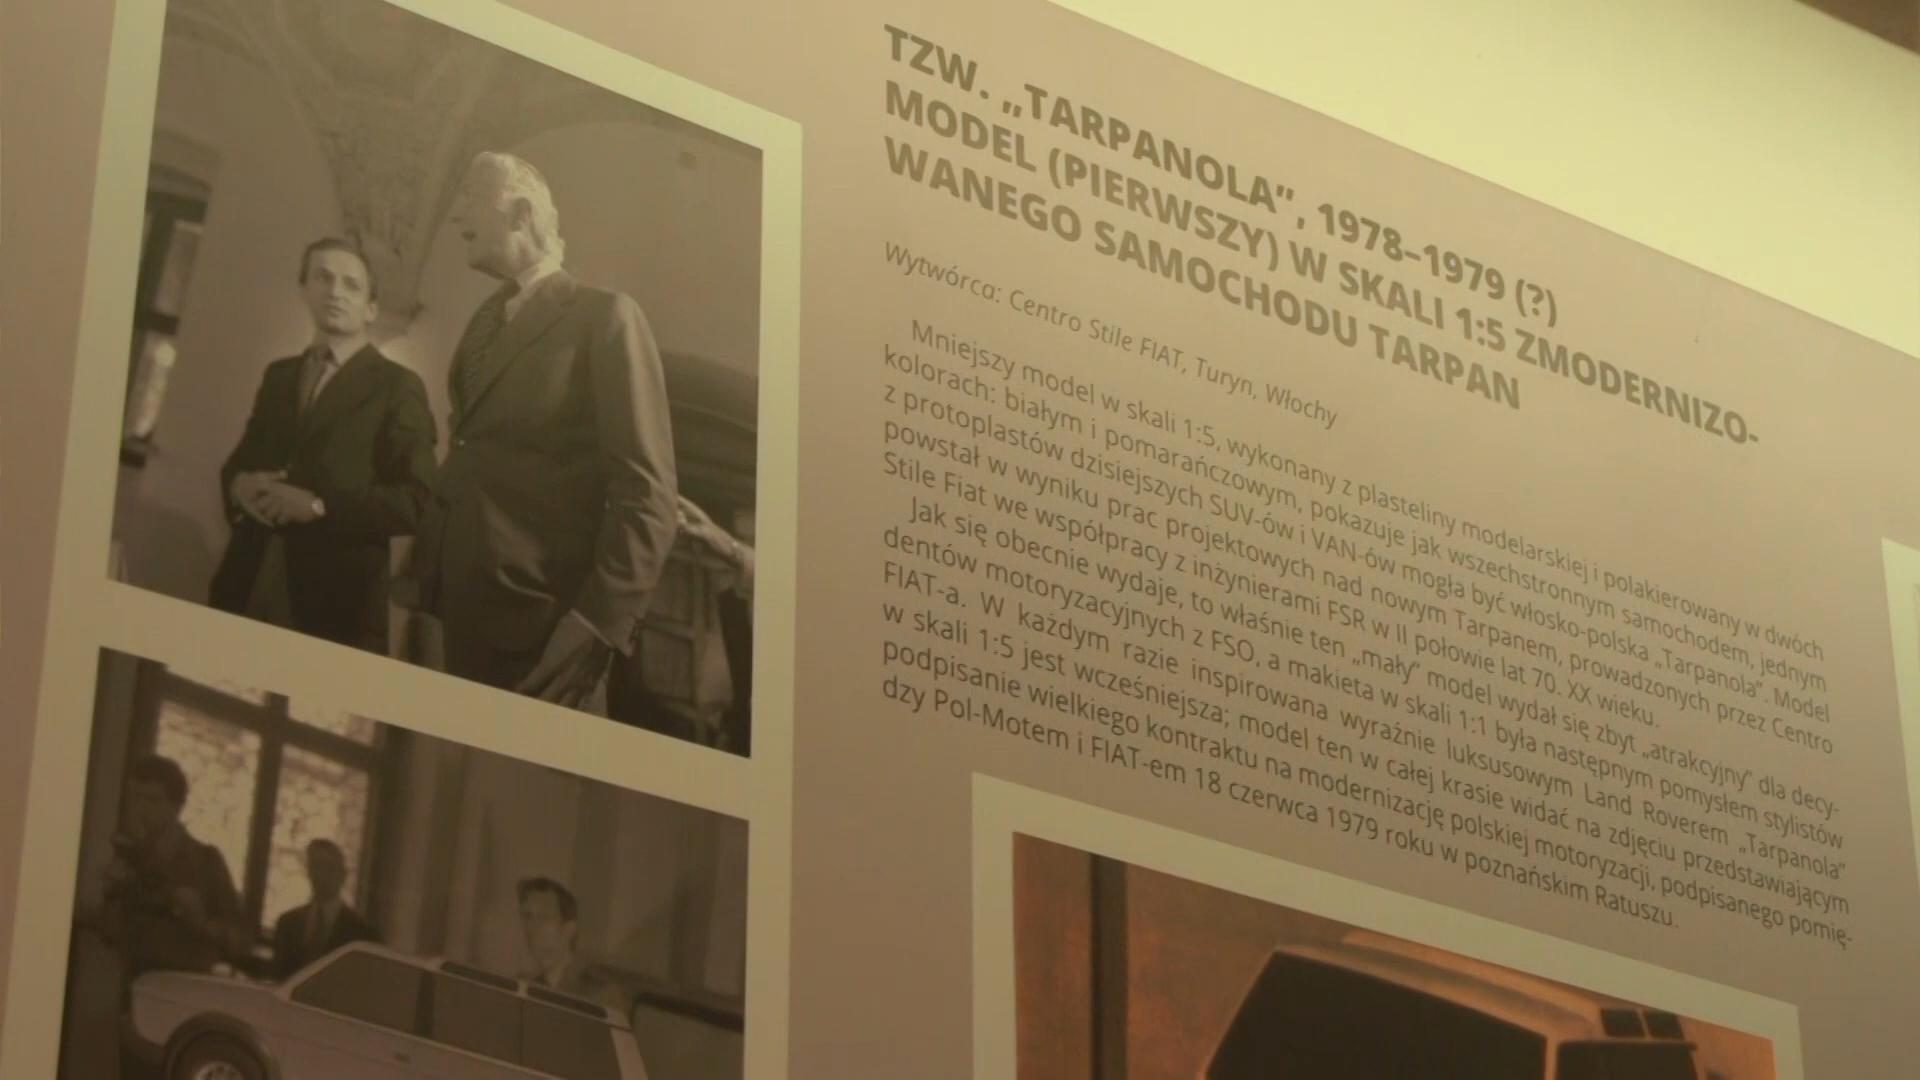 TZW. „TARPANOLA”, 1978–1979 (?)
MODEL (PIERWSZY) W SKALI 1:5 ZMODERNIZO-
WANEGO SAMOCHODU TARPAN
Wytwórca: Centro Stile FIAT, Turyn, Włochy
Mniejszy model w skali 1:5, wykonany z plasteliny modelarskiej i polakierowany w dwóch
kolorach: białym i pomarańczowym, pokazuje jak wszechstronnym samochodem, jednym
z protoplastów dzisiejszych SUV-ów i VAN-ów mogła być włosko-polska „Tarpanola”. Model
powstał w wyniku prac projektowych nad nowym Tarpanem, prowadzonych przez Centro
Stile Fiat we współpracy z inżynierami FSR w II połowie lat 70. XX wieku.
Jak się obecnie wydaje, to właśnie ten „mały” model wydał się zbyt „atrakcyjny” dla decy-
dentów motoryzacyjnych z FSO, a makieta w skali 1:1 była następnym pomysłem stylistów
FIAT-a. W każdym razie inspirowana wyraźnie luksusowym Land Roverem „Tarpanola”
w skali 1:5 jest wcześniejsza; model ten w całej krasie widać na zdjęciu przedstawiającym
podpisanie wielkiego kontraktu na modernizację polskiej motoryzacji, podpisanego pomię-
dzy Pol-Motem i FIAT-em 18 czerwca 1979 roku w poznańskim Ratuszu.